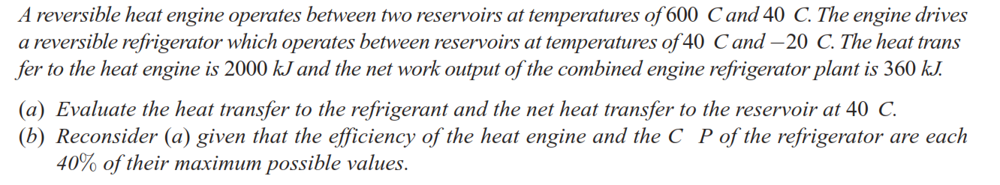 A reversible heat engine operates between two reservoirs at temperatures of 600 C and 40 C. The engine drives
a reversible refrigerator which operates between reservoirs at temperatures of 40 C and −20 C. The heat trans
fer to the heat engine is 2000 kJ and the net work output of the combined engine refrigerator plant is 360 kJ.
(a) Evaluate the heat transfer to the refrigerant and the net heat transfer to the reservoir at 40 C.
(b) Reconsider (a) given that the efficiency of the heat engine and the C P of the refrigerator are each
40% of their maximum possible values.